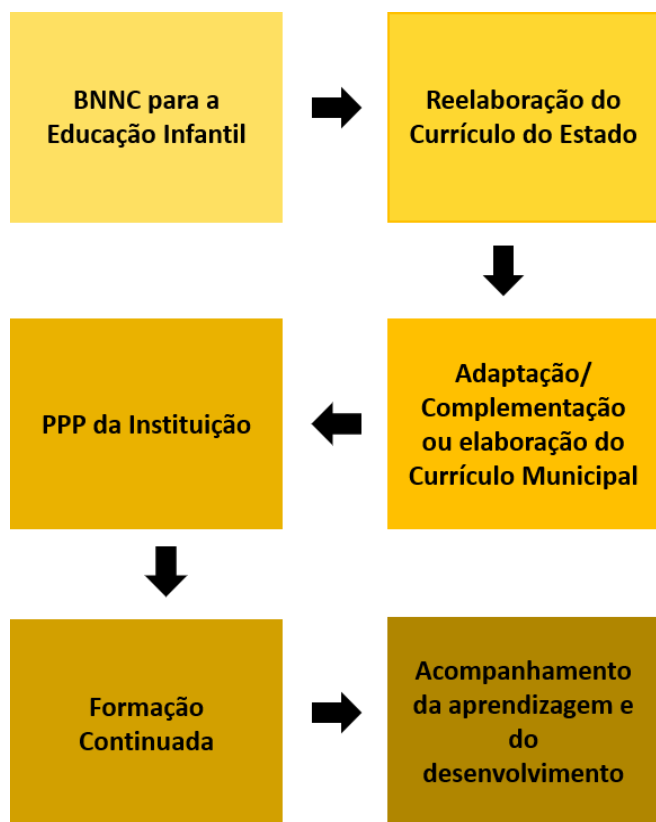 BNNC para a
Educação Infantil
Reelaboração do
Currículo do Estado
Adaptação/
Complementação
ou elaboração do
Currículo Municipal
PPP da Instituição
Formação
Continuada
Acompanhamento
da aprendizagem e
do
desenvolvimento